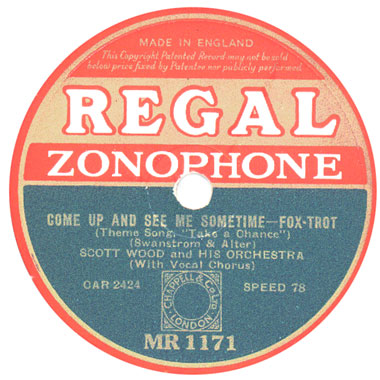 MADE IN ENGLAND
This Copyright Patented Record may not be sold
below price fixed by Patentee nor publicly performed.
REGAL
ZONOPHONE
COME UP AND SEE ME SOMETIME—FOX-TROT
(Theme Song, "Take a Chance")
(Swanstrom & Alter)
SCOTT WOOD AND HIS ORCHESTRA
(With Vocal Chorus)
OAR 2424
SPEED 78
CHAPPELL & Co Ltd
LONDON
MR 1171